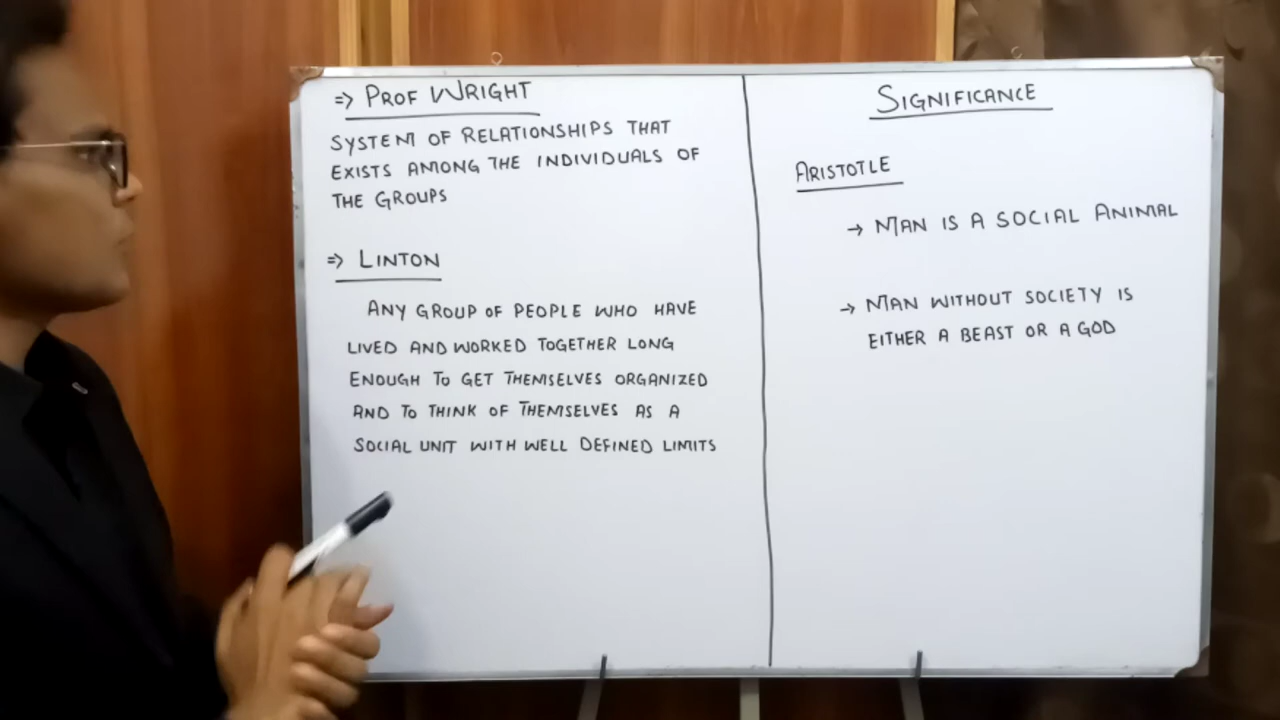 ⇒ PROF WRIGHT
SYSTEM OF RELATIONSHIPS THAT
EXISTS AMONG THE INDIVIDUALS OF
THE GROUPS
⇒ LINTON
ANY GROUP OF PEOPLE WHO HAVE
LIVED AND WORKED TOGETHER LONG
ENOUGH TO GET THEMSELVES ORGANIZED
AND TO THINK OF THEMSELVES AS A
SOCIAL UNIT WITH WELL DEFINED LIMITS
SIGNIFICANCE
ARISTOTLE
→ MAN IS A SOCIAL ANIMAL
→ MAN WITHOUT SOCIETY IS
EITHER A BEAST OR A GOD